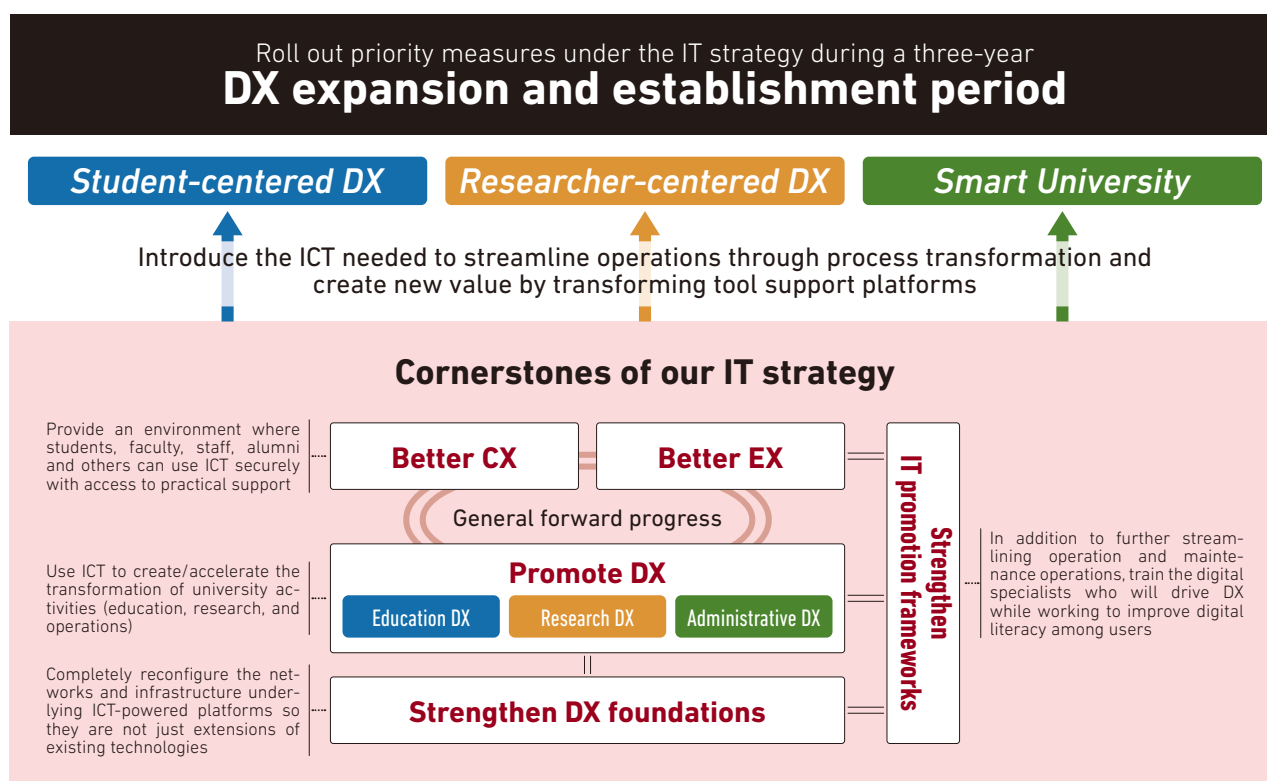 Roll out priority measures under the IT strategy during a three-year
DX expansion and establishment period
Student-centered DX
Researcher-centered DX
Smart University
Introduce the ICT needed to streamline operations through process transformation and
create new value by transforming tool support platforms
Cornerstones of our IT strategy
Provide an environment where
students, faculty, staff, alumni
and others can use ICT securely
with access to practical support
Better CX
Better EX
General forward progress
Use ICT to create/accelerate the
transformation of university ac-
tivities (education, research, and
operations)
Promote DX
Education DX
Research DX
Administrative DX
Completely reconfigure the net-
works and infrastructure under-
lying ICT-powered platforms so
they are not just extensions of
existing technologies
Strengthen DX foundations
Strengthen
IT promotion frameworks
In addition to further stream-
lining operation and mainte-
nance operations, train the digital
specialists who will drive DX
while working to improve digital
literacy among users